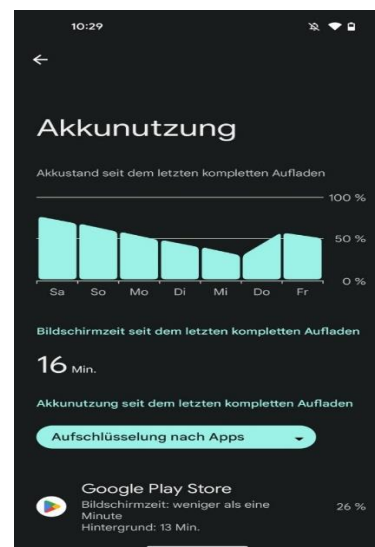 10:29
Akkunutzung
Akkustand seit dem letzten kompletten Aufladen
100 %
50 %
0 %
Sa So Mo Di Mi Do Fr
Bildschirmzeit seit dem letzten kompletten Aufladen
16 Min.
Akkunutzung seit dem letzten kompletten Aufladen
Aufschlüsselung nach Apps
Google Play Store
Bildschirmzeit: weniger als eine
Minute
26 %
Hintergrund: 13 Min.